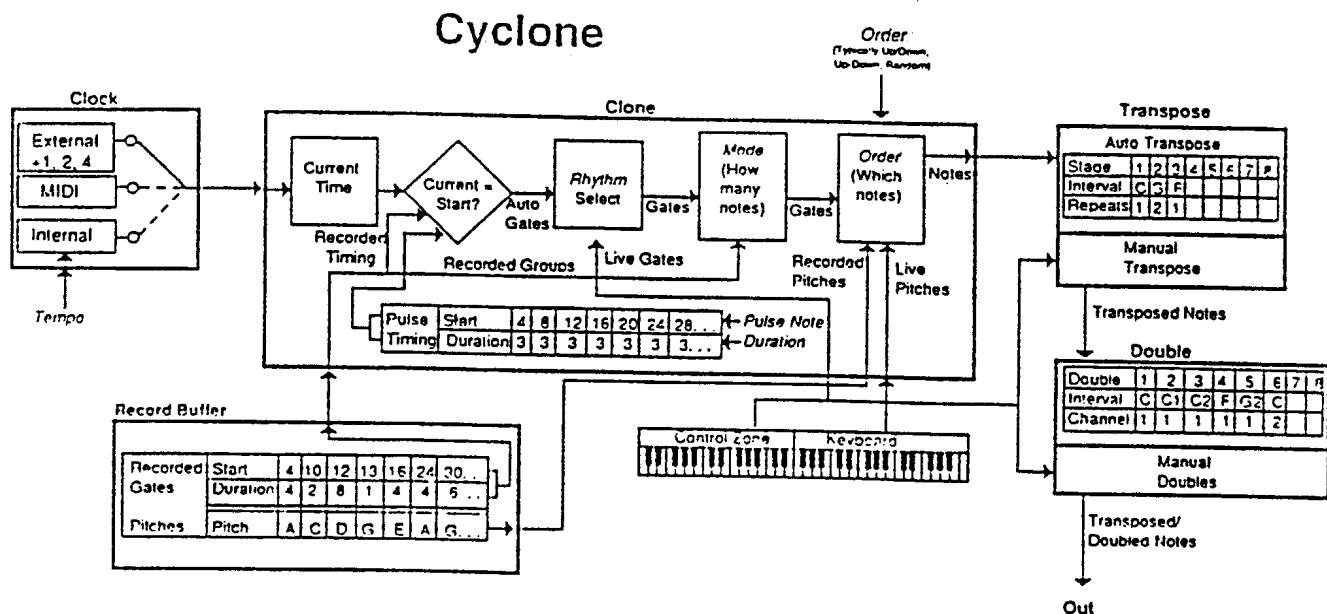 Cyclone
Order
(Typically Up/Down,
Up-Down, Random)
Clock
External
÷1, 2, 4
MIDI
Internal
Tempo
Clone
Current
Time
Current =
Start?
Auto
Gates
Rhythm
Select
Gates
Mode
(How
many
notes)
Gates
Order
(Which
notes)
Notes
Recorded
Timing
Recorded Groups
Live Gates
Recorded
Pitches
Live
Pitches
Pulse Start 4 8 12 16 20 24 28...
Timing Duration 3 3 3 3 3 3 3...
Pulse Note
Duration
Transpose
Auto Transpose
Stage 1 2 3 4 5 6 7 8
Interval C G F
Repeats 1 2 1
Manual
Transpose
Transposed Notes
Double
Double 1 2 3 4 5 6 7 8
Interval C C1 C2 F G2 C
Channel 1 1 1 1 1 2
Manual
Doubles
Transposed/
Doubled Notes
Out
Record Buffer
Recorded Start 4 10 12 13 16 24 30...
Gates Duration 4 2 8 1 4 4 6...
Pitches Pitch A C D G E A G...
Control Zone Keyboard